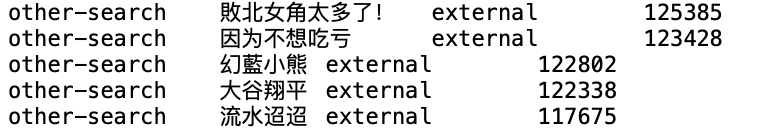 other-search 敗北女角太多了! external 125385
other-search 因为不想吃亏 external 123428
other-search 幻藍小熊 external 122802
other-search 大谷翔平 external 122338
other-search 流水迢迢 external 117675